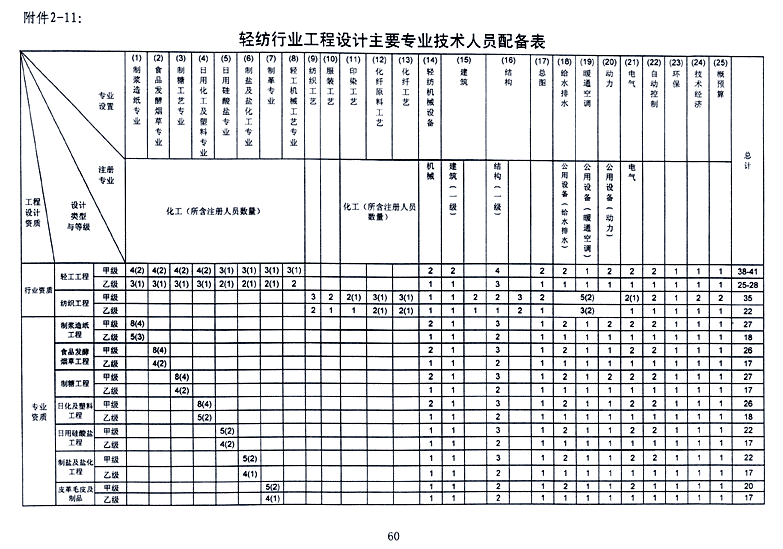 附件2-11:
轻纺行业工程设计主要专业技术人员配备表
专业设置 (1)制浆造纸专业 (2)食品发酵烟草专业 (3)制糖工艺专业 (4)日用化工及塑料专业 (5)日用硅酸盐专业 (6)制盐及盐化工专业 (7)制革专业 (8)轻工机械工艺专业 (9)纺织工艺 (10)服装工艺 (11)印染工艺 (12)化纤原料工艺 (13)化纤工艺 (14)轻纺机械设备 (15)建筑 (16)结构 (17)总图 (18)给水排水 (19)暖通空调 (20)动力 (21)电气 (22)自动控制 (23)环保 (24)技术经济 (25)概预算 总计
注册专业 化工(所含注册人员数量) 化工(所含注册人员数量) 机械 建筑(一级) 结构(一级) 公用设备(给水排水) 公用设备(暖通空调) 公用设备(动力) 电气
工程设计资质 设计类型与等级
行业资质 轻工工程 甲级 4(2) 4(2) 4(2) 4(2) 3(1) 3(1) 3(1) 3(1) 2 2 4 2 2 1 2 2 2 1 1 1 38-41
乙级 3(1) 3(1) 3(1) 3(1) 2(1) 2(1) 2(1) 2 1 1 3 1 1 1 1 1 1 1 1 1 25-28
纺织工程 甲级 3 2 2(1) 3(1) 3(1) 1 1 2 2 3 2 5(2) 2(1) 2 1 2 2 35
乙级 2 1 1 2(1) 2(1) 1 1 1 1 2 1 3(2) 1 1 1 1 1 22
专业资质 制浆造纸工程 甲级 8(4) 2 1 3 1 2 1 2 2 2 1 1 1 27
乙级 5(3) 1 1 2 1 1 1 1 1 1 1 1 1 18
食品发酵烟草工程 甲级 8(4) 2 1 3 1 2 1 1 2 2 1 1 1 26
乙级 4(2) 1 1 2 1 1 1 1 1 1 1 1 1 17
制糖工程 甲级 8(4) 2 1 3 1 2 1 2 2 2 1 1 1 27
乙级 4(2) 1 1 2 1 1 1 1 1 1 1 1 1 17
日化及塑料工程 甲级 8(4) 2 1 3 1 2 1 1 2 2 1 1 1 26
乙级 5(2) 1 1 2 1 1 1 1 1 1 1 1 1 18
日用硅酸盐工程 甲级 5(2) 1 1 3 1 2 1 1 2 2 1 1 1 22
乙级 4(2) 1 1 2 1 1 1 1 1 1 1 1 1 17
制盐及盐化工程 甲级 5(2) 1 1 3 1 2 1 1 2 2 1 1 1 22
乙级 4(1) 1 1 2 1 1 1 1 1 1 1 1 1 17
皮革毛皮及制品 甲级 5(2) 1 1 2 1 2 1 1 2 1 1 1 1 20
乙级 4(1) 1 1 2 1 1 1 1 1 1 1 1 1 17
60